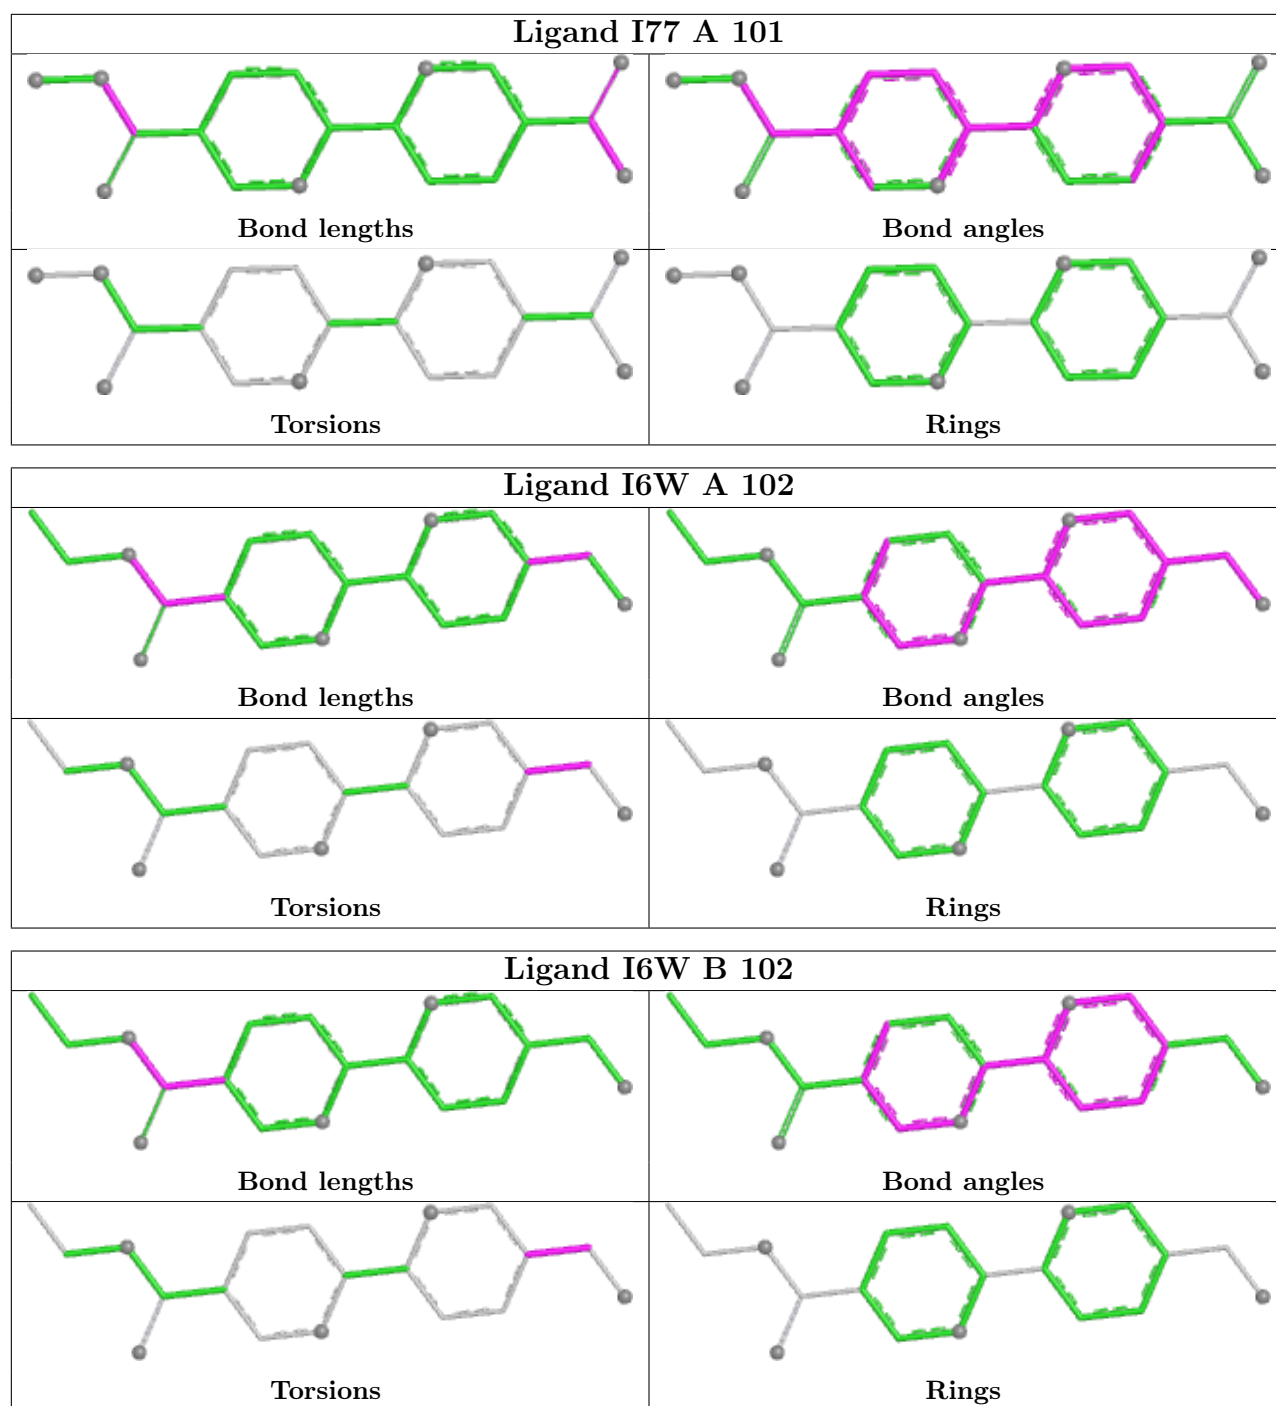 Ligand I77 A 101
Bond lengths
Bond angles
Torsions
Rings
Ligand I6W A 102
Bond lengths
Bond angles
Torsions
Rings
Ligand I6W B 102
Bond lengths
Bond angles
Torsions
Rings